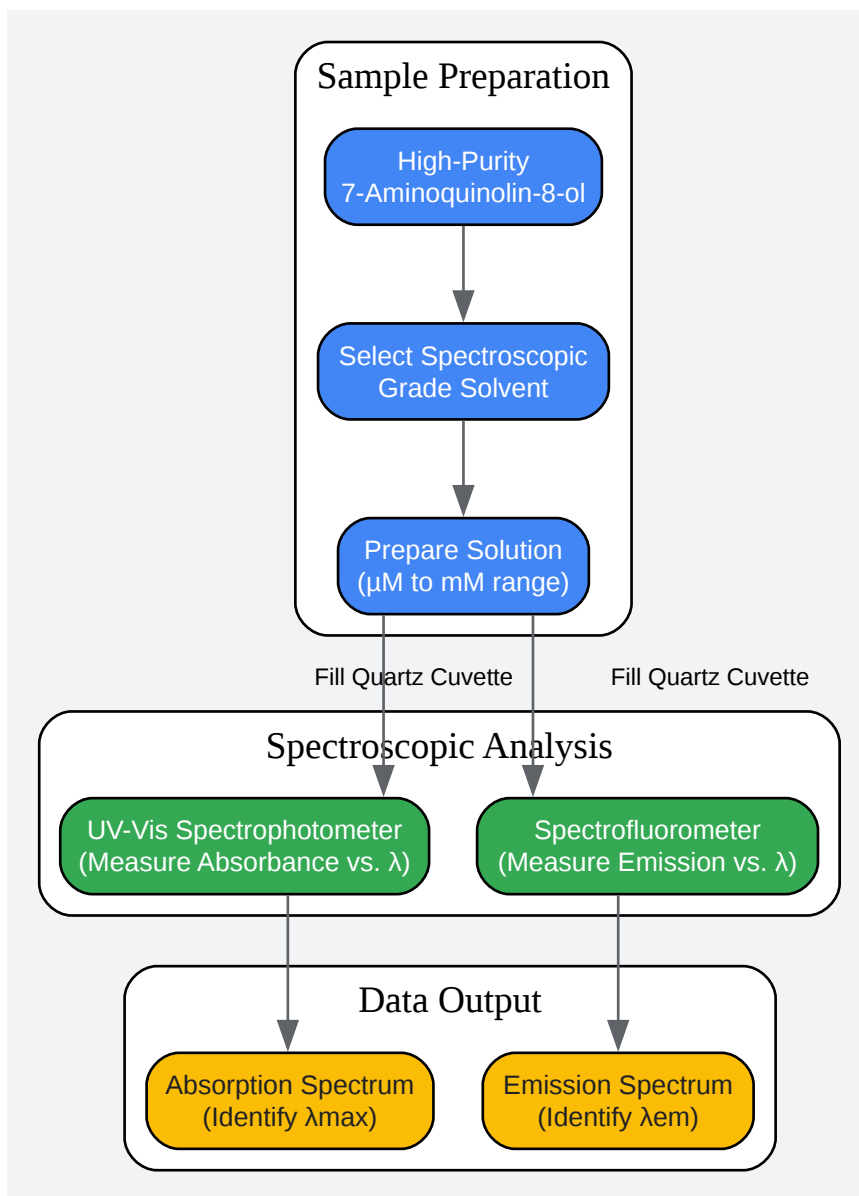 Sample Preparation
High-Purity
7-Aminoquinolin-8-ol
Select Spectroscopic
Grade Solvent
Prepare Solution
(µM to mM range)
Fill Quartz Cuvette
Fill Quartz Cuvette
Spectroscopic Analysis
UV-Vis Spectrophotometer
(Measure Absorbance vs. λ)
Spectrofluorometer
(Measure Emission vs. λ)
Data Output
Absorption Spectrum
(Identify λmax)
Emission Spectrum
(Identify λem)